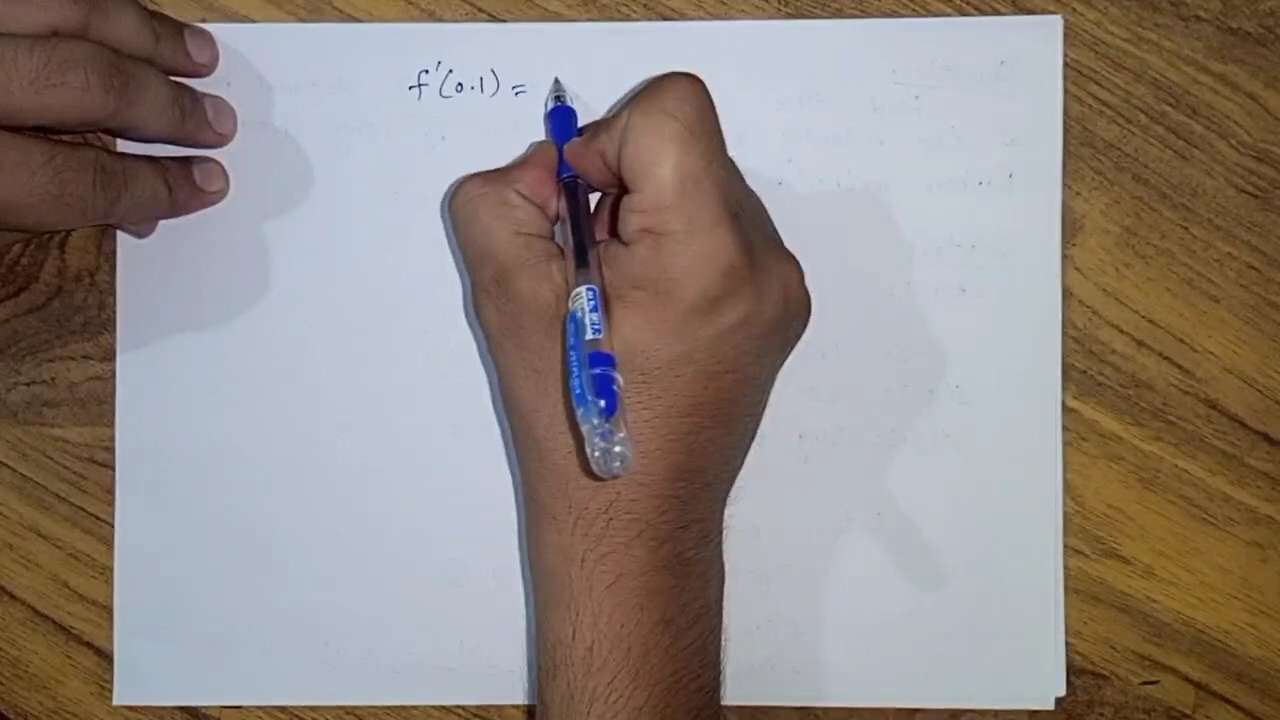 f'(0.1) =